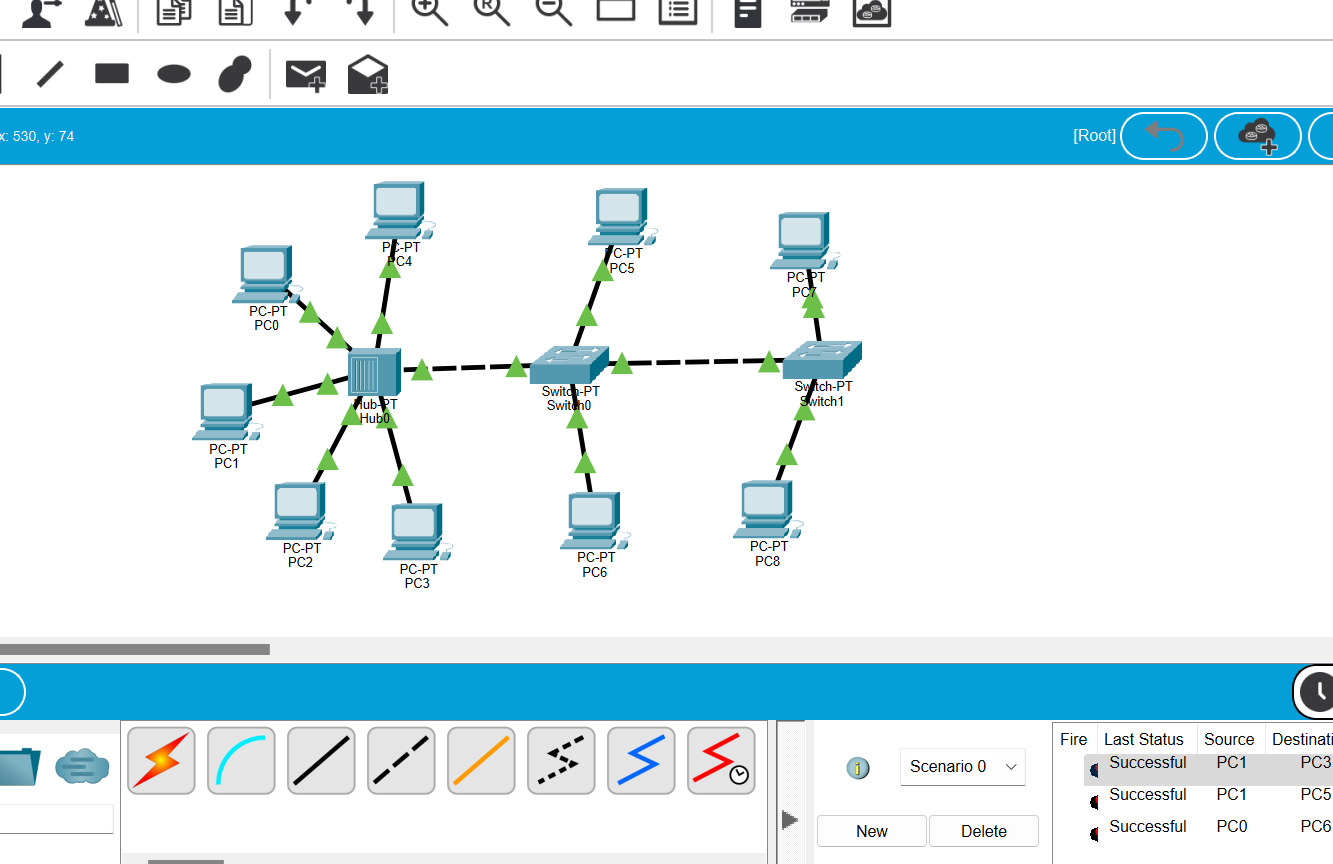 x: 530, y: 74
[Root]
PC-PT
PC4
PC-PT
PC5
PC-PT
PC7
PC-PT
PC0
Hub-PT
Hub0
Switch-PT
Switch0
Switch-PT
Switch1
PC-PT
PC1
PC-PT
PC2
PC-PT
PC3
PC-PT
PC6
PC-PT
PC8
Scenario 0
New
Delete
Fire Last Status Source Destinati
Successful PC1 PC3
Successful PC1 PC5
Successful PC0 PC6